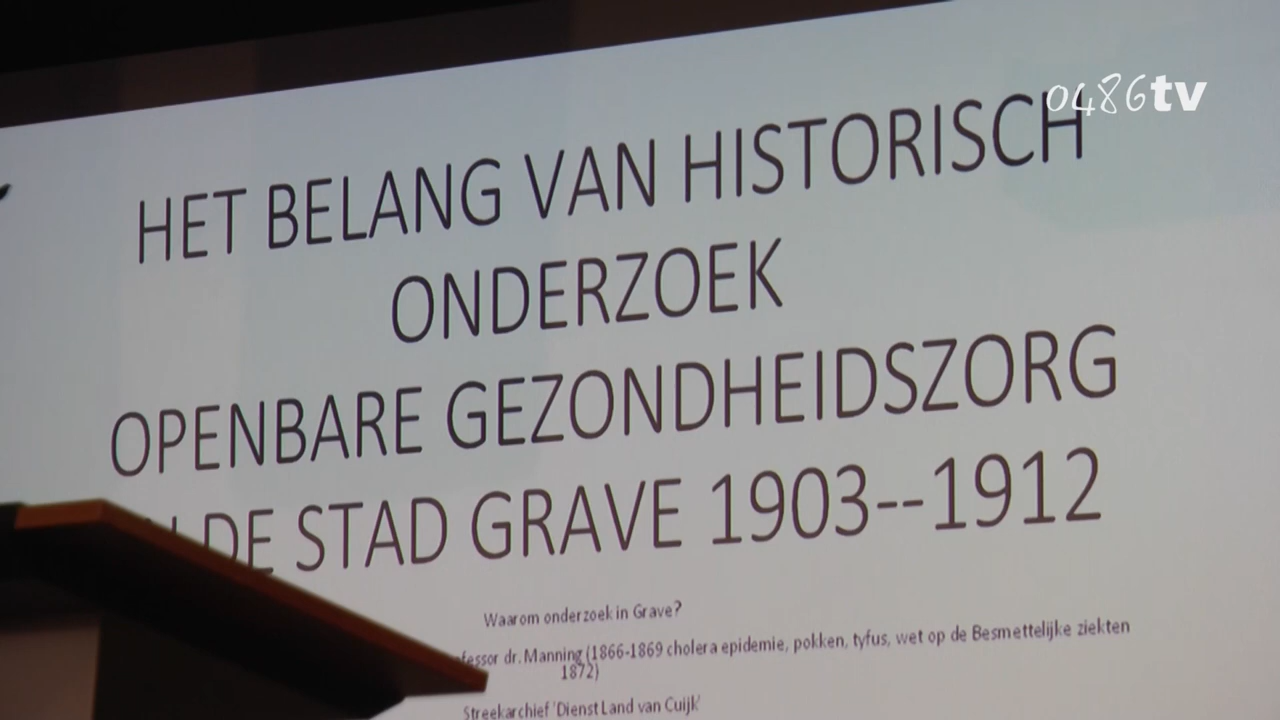 0486tv
HET BELANG VAN HISTORISCH
ONDERZOEK
OPENBARE GEZONDHEIDSZORG
DE STAD GRAVE 1903--1912
Waarom onderzoek in Grave?
dr. Manning (1866-1869 cholera epidemie, pokken, tyfus, wet op de Besmettelijke ziekten
1872)
Streekarchief 'Dienst Land van Cuijk'